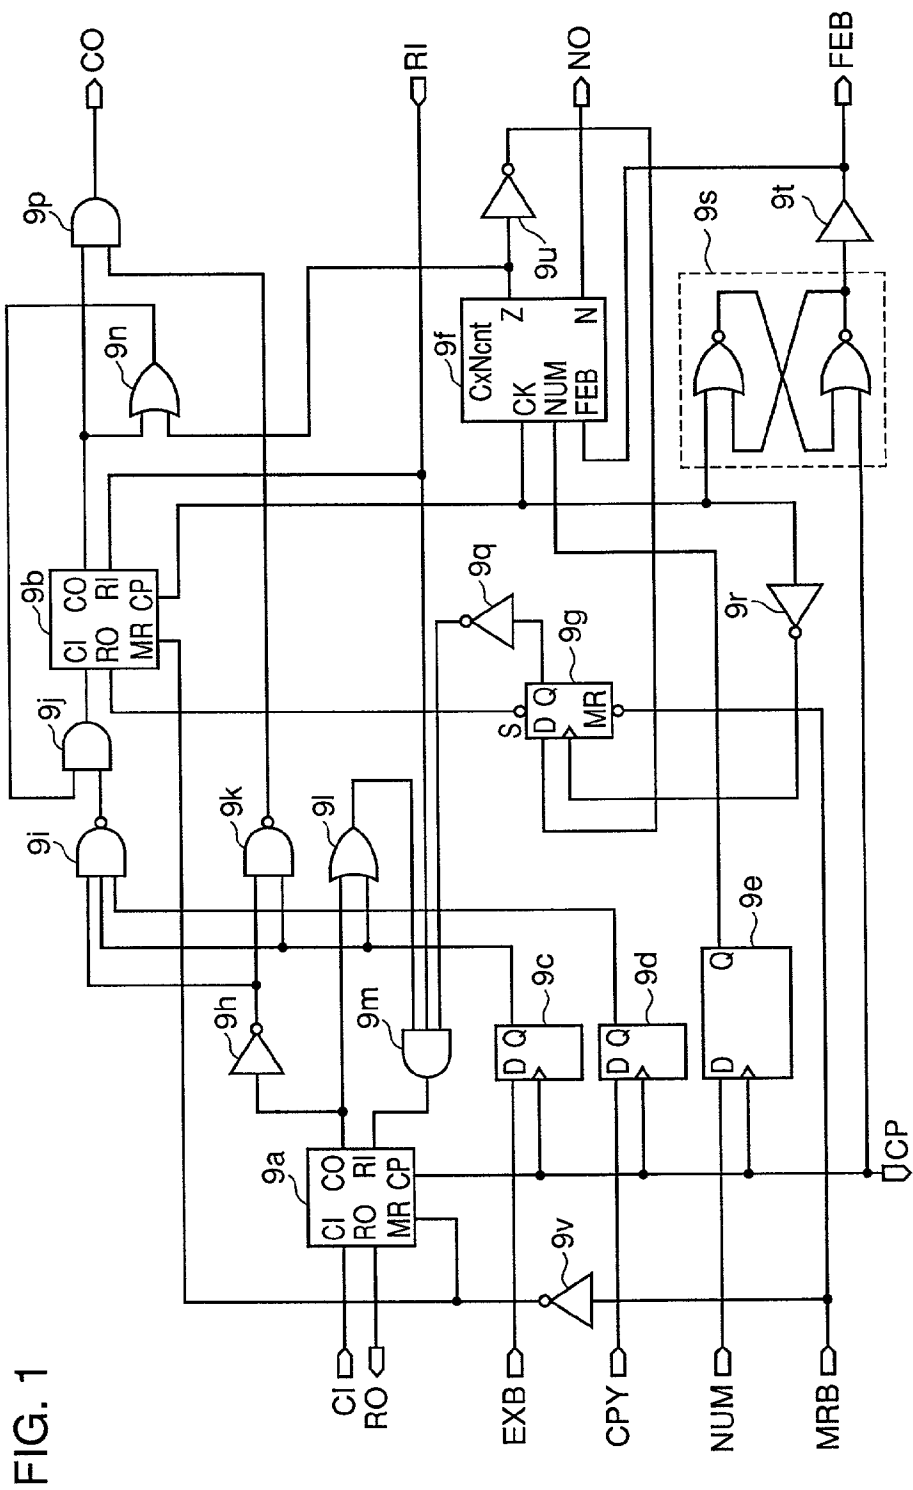 FIG. 1
CO
RI
NO
FEB
9p
9n
9u
9s
9t
9f
CxNcnt
Z
N
CK
NUM
FEB
9b
CI CO
RO RI
MR CP
9j
9i
9k
9l
9q
9g
S
D Q
MR
9r
9h
9m
9c
D Q
9d
D Q
9e
D Q
9a
CI CO
RO RI
MR CP
9v
CP
CI
RO
EXB
CPY
NUM
MRB